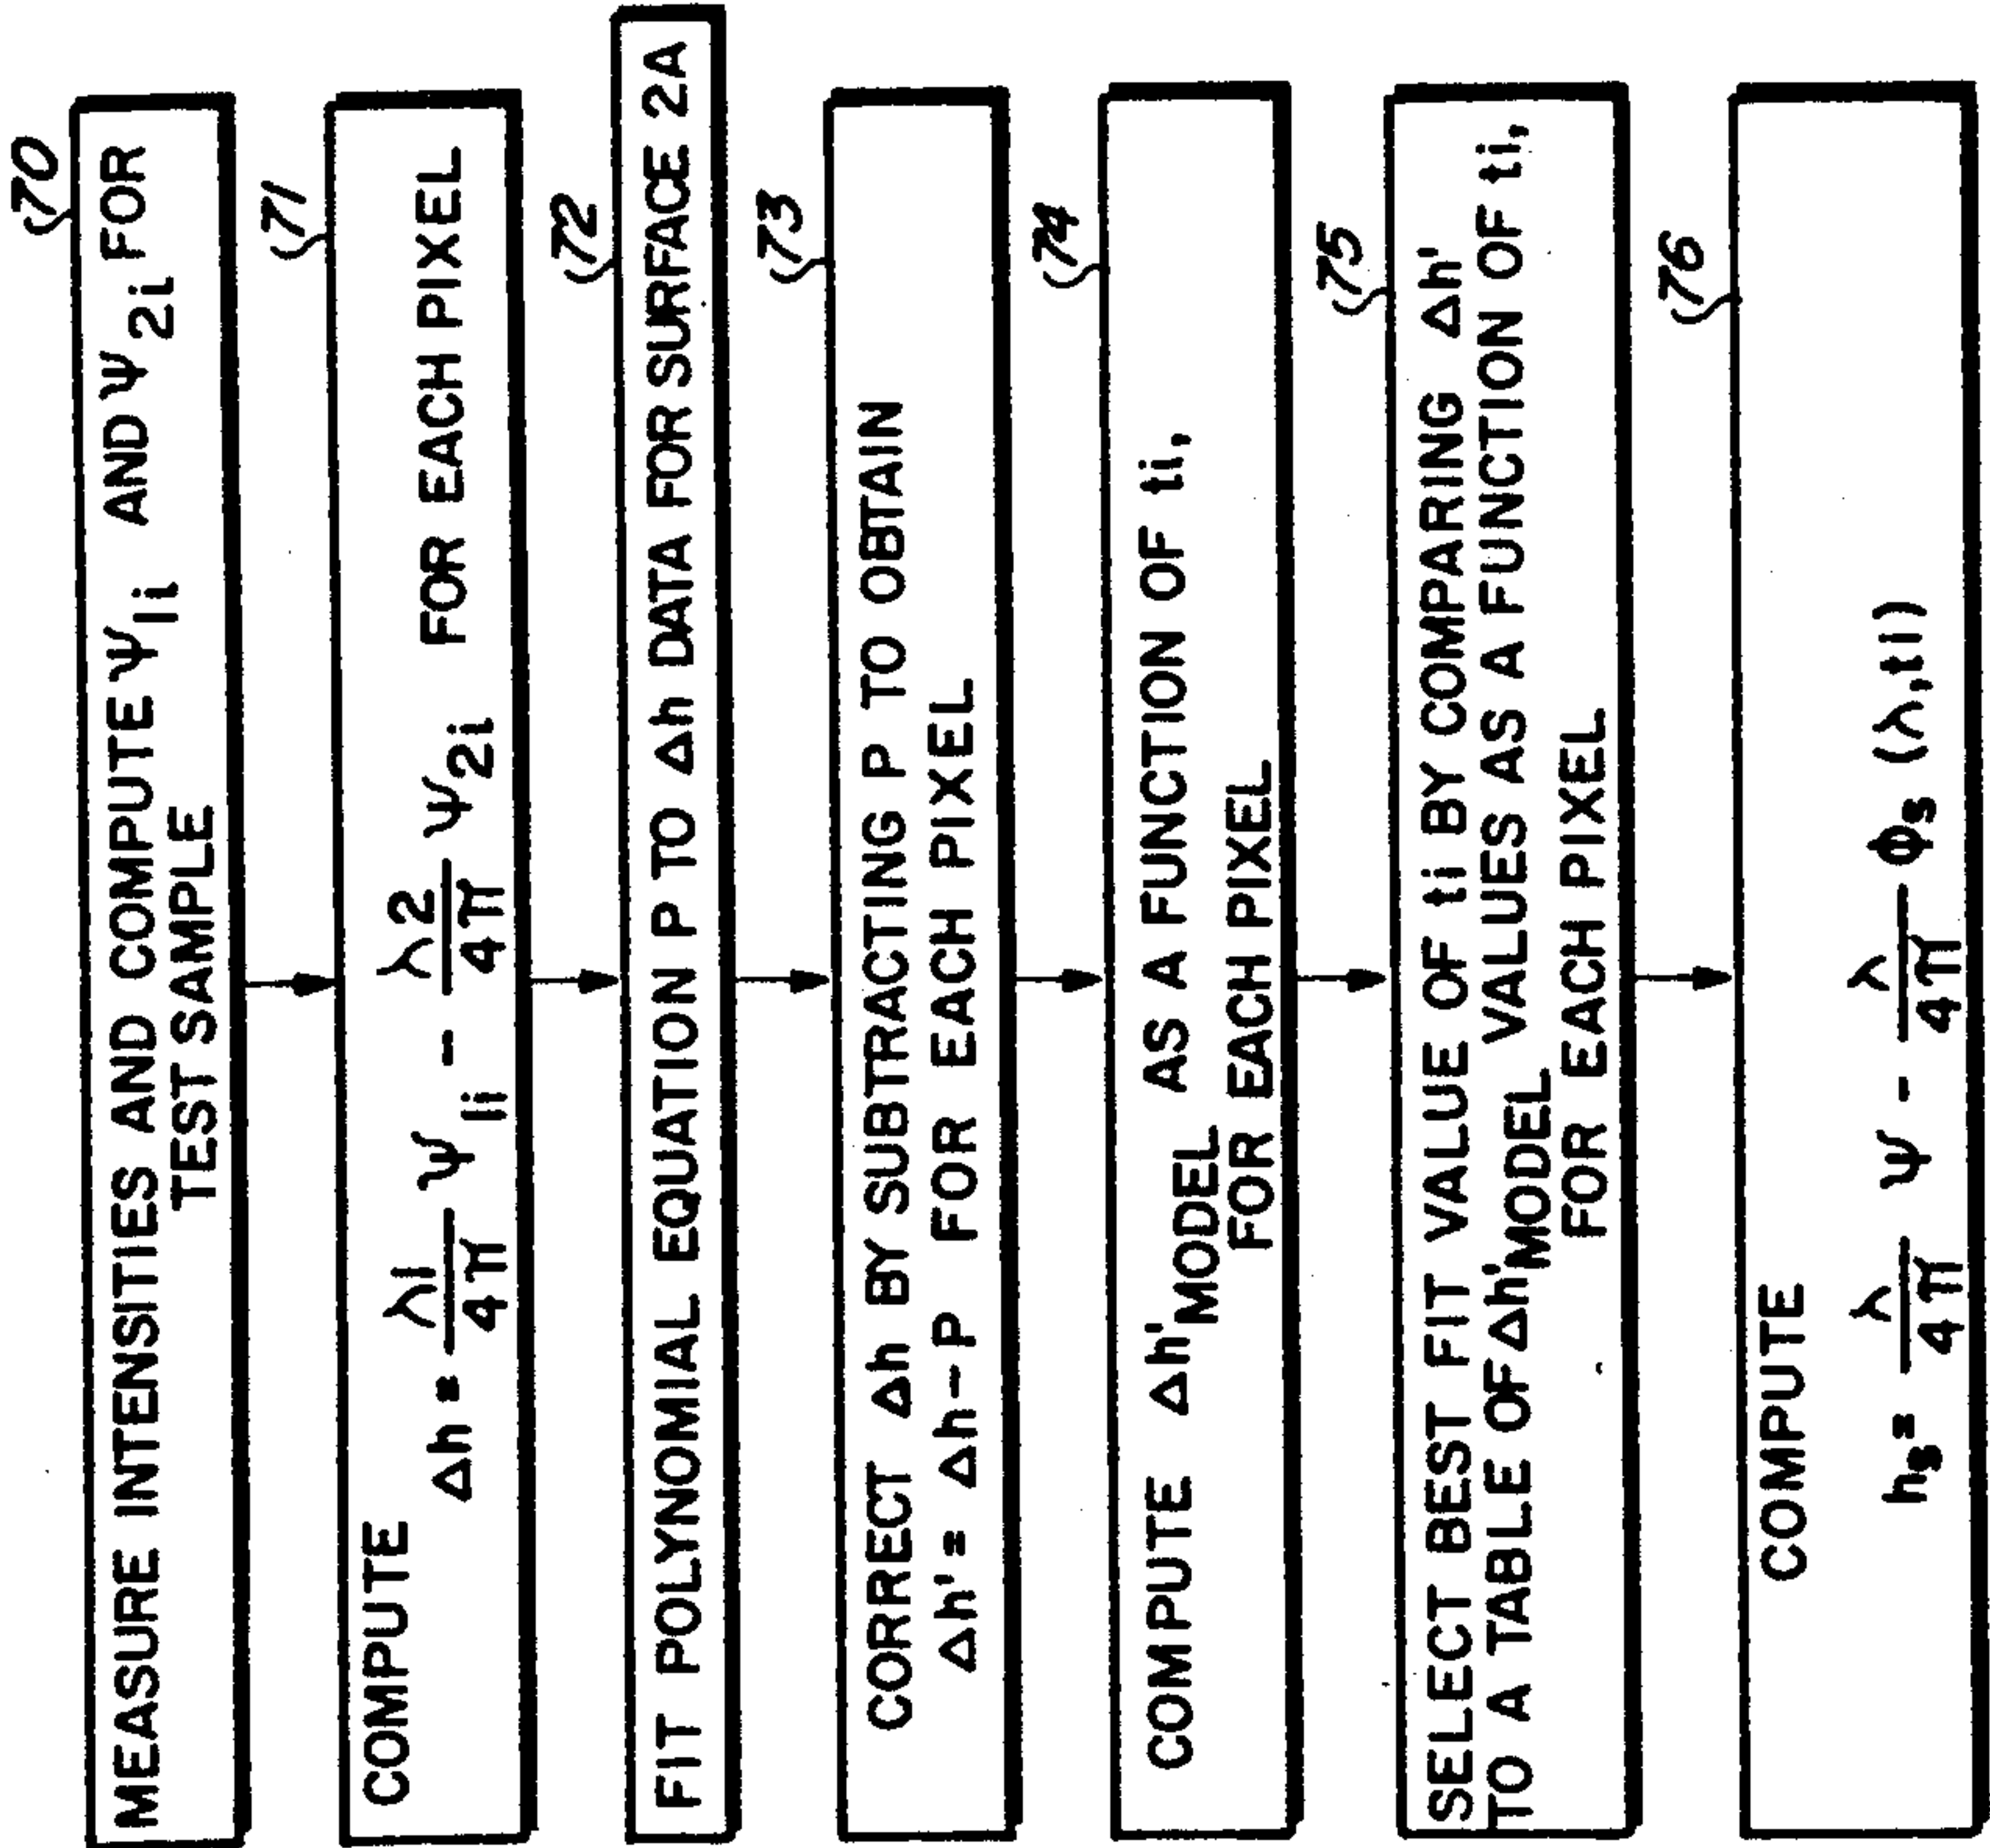 70
MEASURE INTENSITIES AND COMPUTE Ψ1i AND Ψ2i FOR
TEST SAMPLE
71
COMPUTE
Δh = λ1/4π Ψ1i - λ2/4π Ψ2i FOR EACH PIXEL
72
FIT POLYNOMIAL EQUATION P TO Δh DATA FOR SURFACE 2A
73
CORRECT Δh BY SUBTRACTING P TO OBTAIN
Δh' = Δh - P FOR EACH PIXEL
74
COMPUTE Δh'MODEL AS A FUNCTION OF ti,
FOR EACH PIXEL
75
SELECT BEST FIT VALUE OF ti BY COMPARING Δh'
TO A TABLE OF Δh'MODEL VALUES AS A FUNCTION OF ti,
FOR EACH PIXEL
76
COMPUTE
hs = λ/4π Ψ - λ/4π Φs (λ,ti)